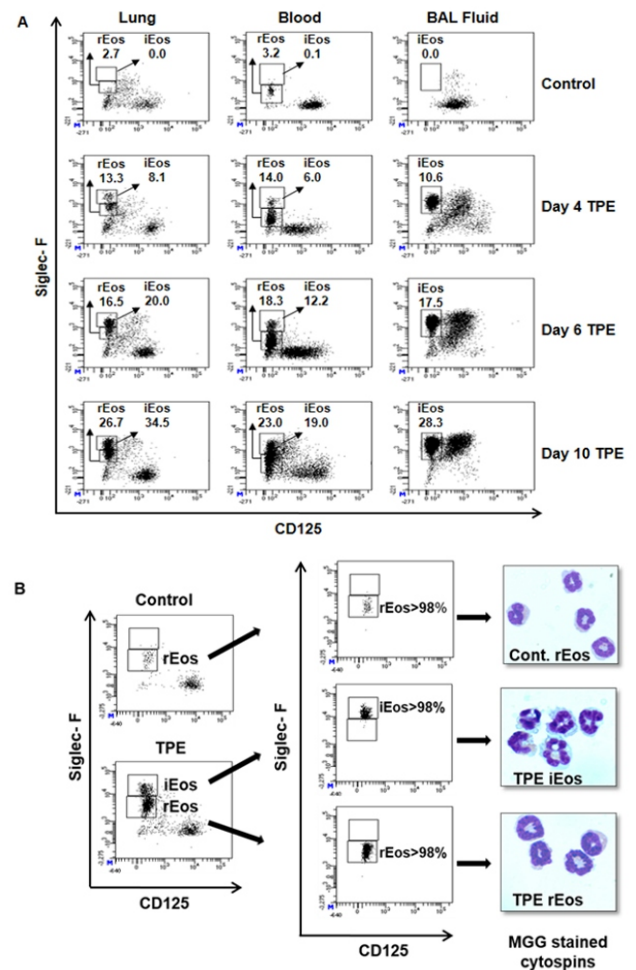 A
Lung Blood BAL Fluid
rEos iEos rEos iEos iEos
2.7 0.0 3.2 0.1 0.0
Control
rEos iEos rEos iEos iEos
13.3 8.1 14.0 6.0 10.6
Day 4 TPE
rEos iEos rEos iEos iEos
16.5 20.0 18.3 12.2 17.5
Day 6 TPE
rEos iEos rEos iEos iEos
26.7 34.5 23.0 19.0 28.3
Day 10 TPE
Siglec- F
CD125
B
Control
rEos
TPE
iEos
rEos
Siglec- F
CD125
rEos>98%
iEos>98%
rEos>98%
Siglec- F
CD125
Cont. rEos
TPE iEos
TPE rEos
MGG stained
cytospins